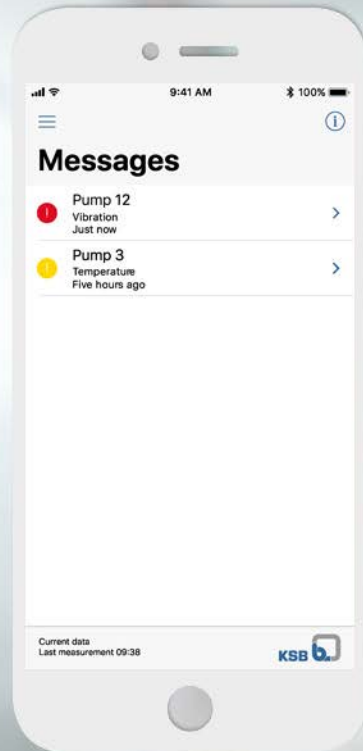 9:41 AM 100%
Messages
Pump 12
Vibration
Just now
Pump 3
Temperature
Five hours ago
Current data
Last measurement 09:38
KSB b.